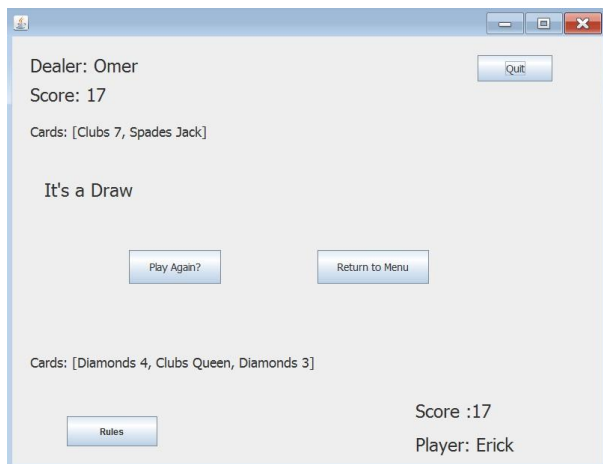 Dealer: Omer
Quit
Score: 17
Cards: [Clubs 7, Spades Jack]
It's a Draw
Play Again?
Return to Menu
Cards: [Diamonds 4, Clubs Queen, Diamonds 3]
Score :17
Rules
Player: Erick